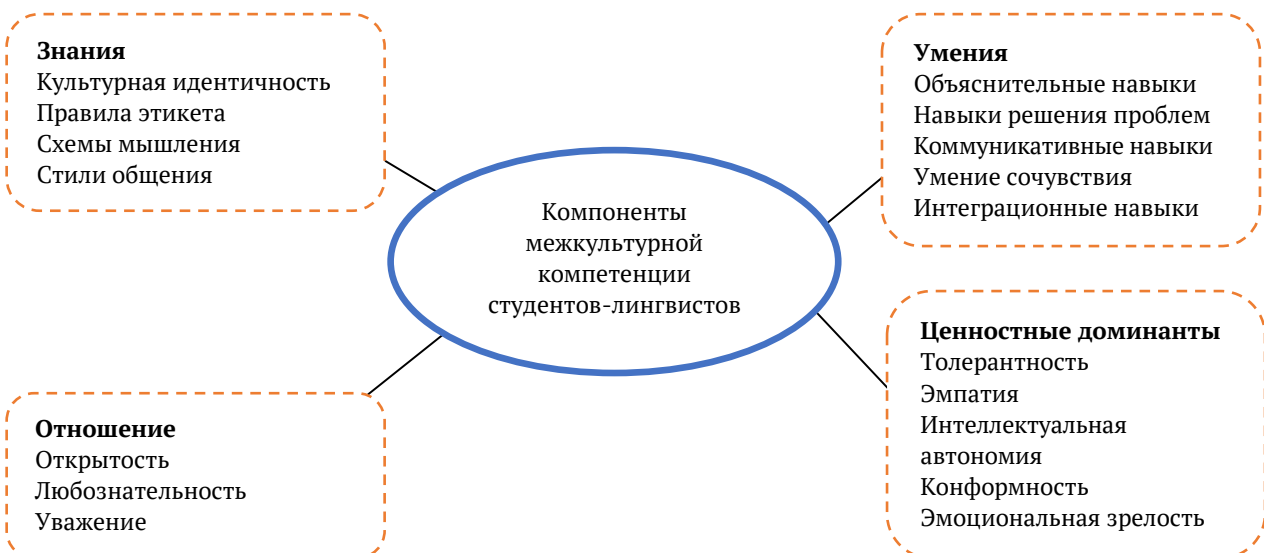 Знания
Культурная идентичность
Правила этикета
Схемы мышления
Стили общения
Умения
Объяснительные навыки
Навыки решения проблем
Коммуникативные навыки
Умение сочувствия
Интеграционные навыки
Компоненты
межкультурной
компетенции
студентов-лингвистов
Отношение
Открытость
Любознательность
Уважение
Ценностные доминанты
Толерантность
Эмпатия
Интеллектуальная
автономия
Конформность
Эмоциональная зрелость